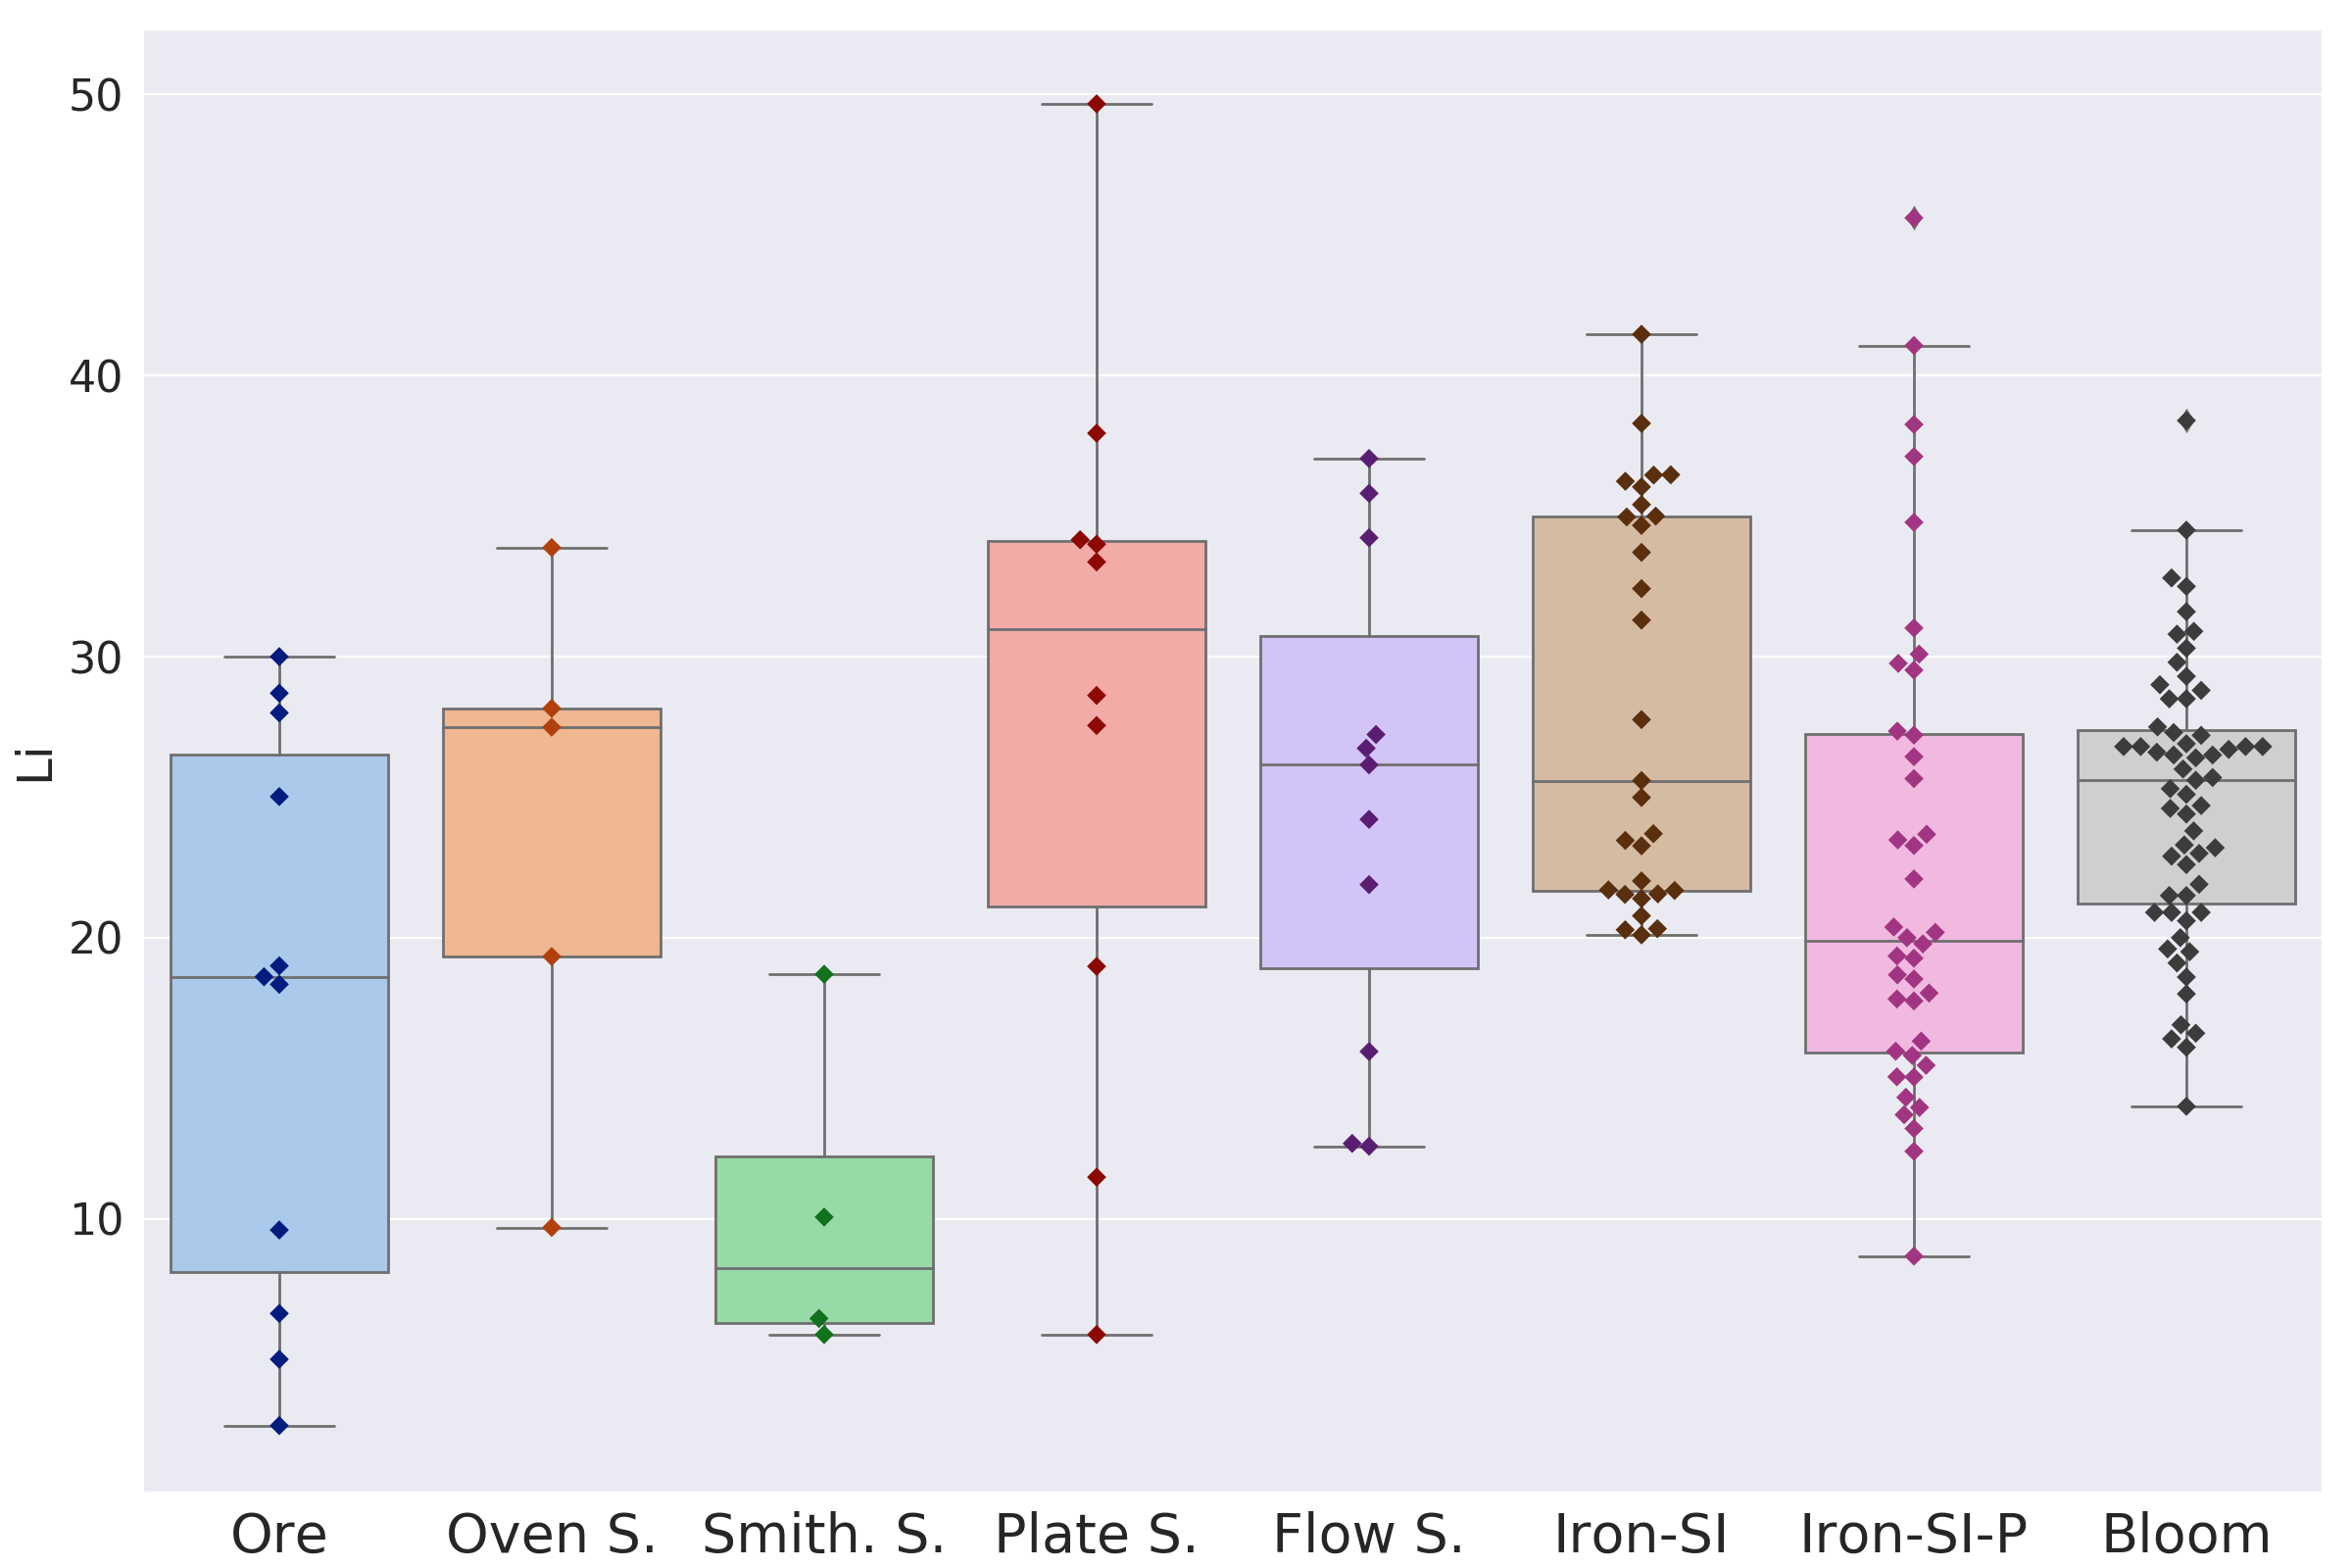 50
40
30
20
10
Li
Ore Oven S. Smith. S. Plate S. Flow S. Iron-SI Iron-SI-P Bloom